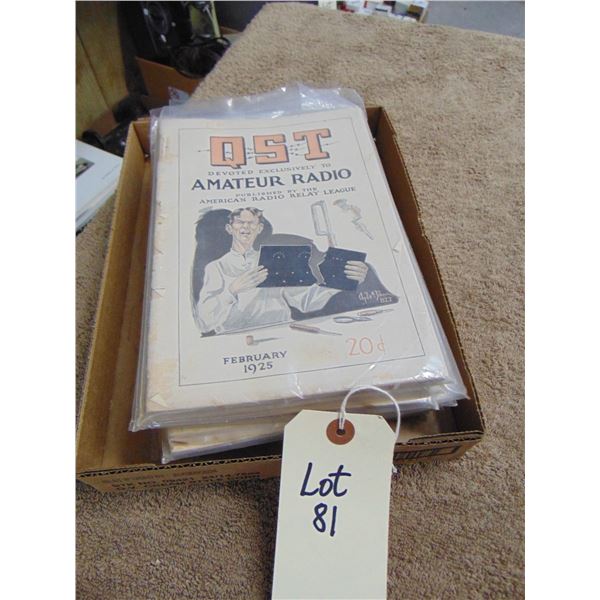 QST
DEVOTED EXCLUSIVELY TO
AMATEUR RADIO
PUBLISHED BY THE
AMERICAN RADIO RELAY LEAGUE
FEBRUARY
1925
20¢
Lot
81